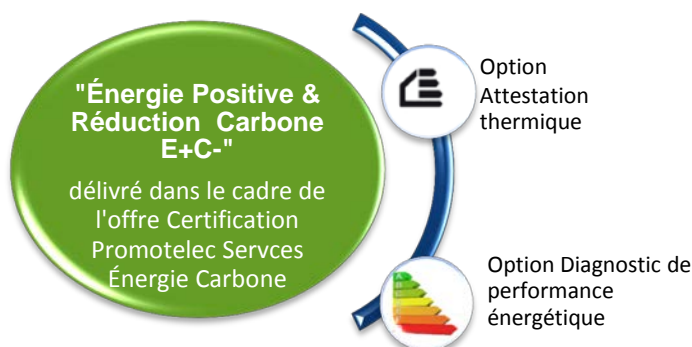 "Énergie Positive &
Réduction Carbone
E+C-"
délivré dans le cadre de
l'offre Certification
Promotelec Servces
Énergie Carbone
Option
Attestation
thermique
Option Diagnostic de
performance
énergétique